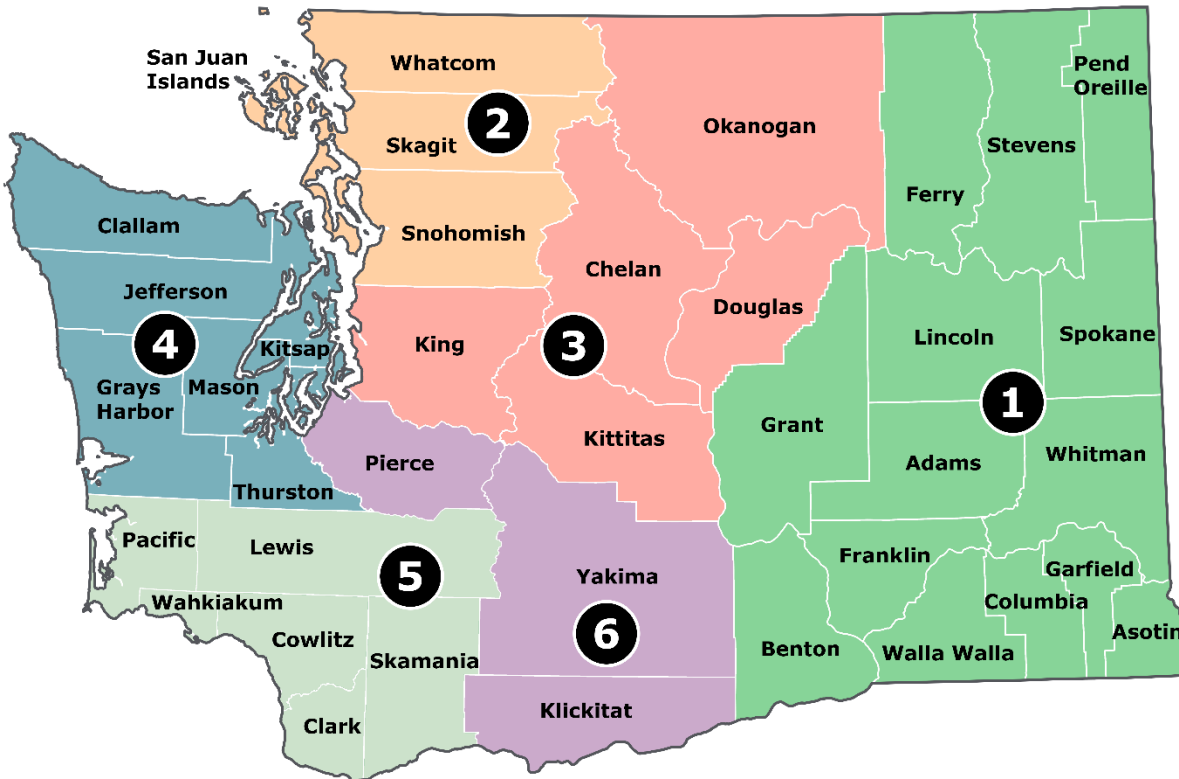 San Juan
Islands
Whatcom
2
Skagit
Snohomish
Okanogan
Pend
Oreille
Stevens
Ferry
Clallam
Jefferson
4
Kitsap
Grays
Harbor
Mason
Thurston
King
Chelan
Douglas
3
Kittitas
Lincoln
Spokane
1
Grant
Adams
Whitman
Pierce
Pacific
Lewis
5
Wahkiakum
Cowlitz
Skamania
Clark
Yakima
6
Klickitat
Franklin
Garfield
Columbia
Asotin
Benton
Walla Walla